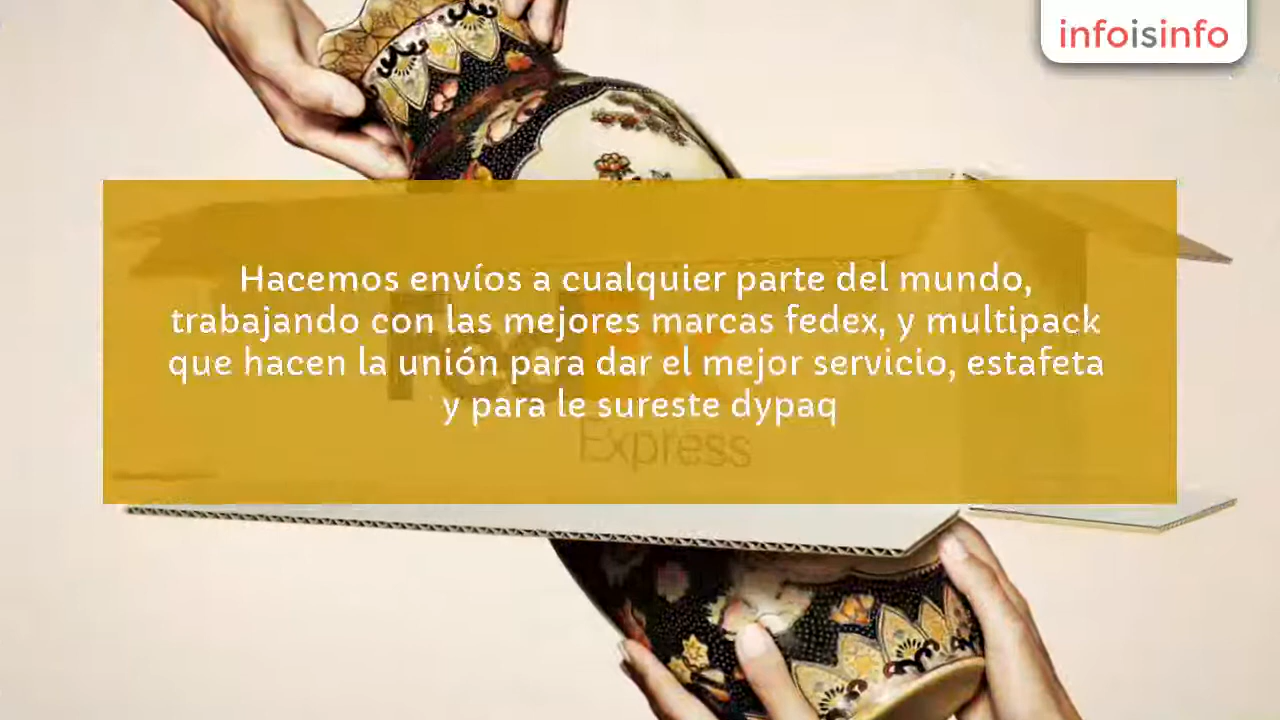 infoisinfo
Hacemos envíos a cualquier parte del mundo,
trabajando con las mejores marcas fedex, y multipack
que hacen la unión para dar el mejor servicio, estafeta
y para le sureste dypaq
FedEx
Express